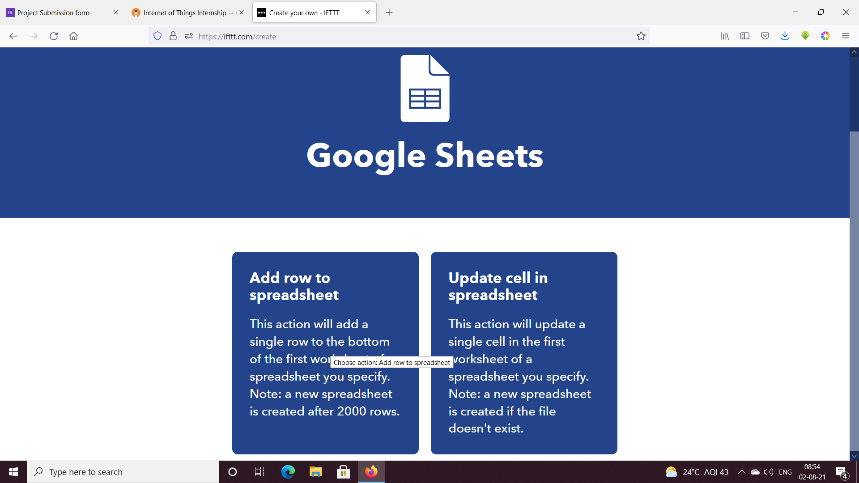 Project Submission form
Internet of Things Internship — C
Create your own - IFTTT
https://ifttt.com/create
Google Sheets
Add row to
spreadsheet
This action will add a
single row to the bottom
of the first wor
spreadsheet you specify.
Note: a new spreadsheet
is created after 2000 rows.
Choose action: Add row to spreadsheet
Update cell in
spreadsheet
This action will update a
single cell in the first
worksheet of a
spreadsheet you specify.
Note: a new spreadsheet
is created if the file
doesn't exist.
Type here to search
24°C AQI 43
ENG
08:54
02-08-21
4